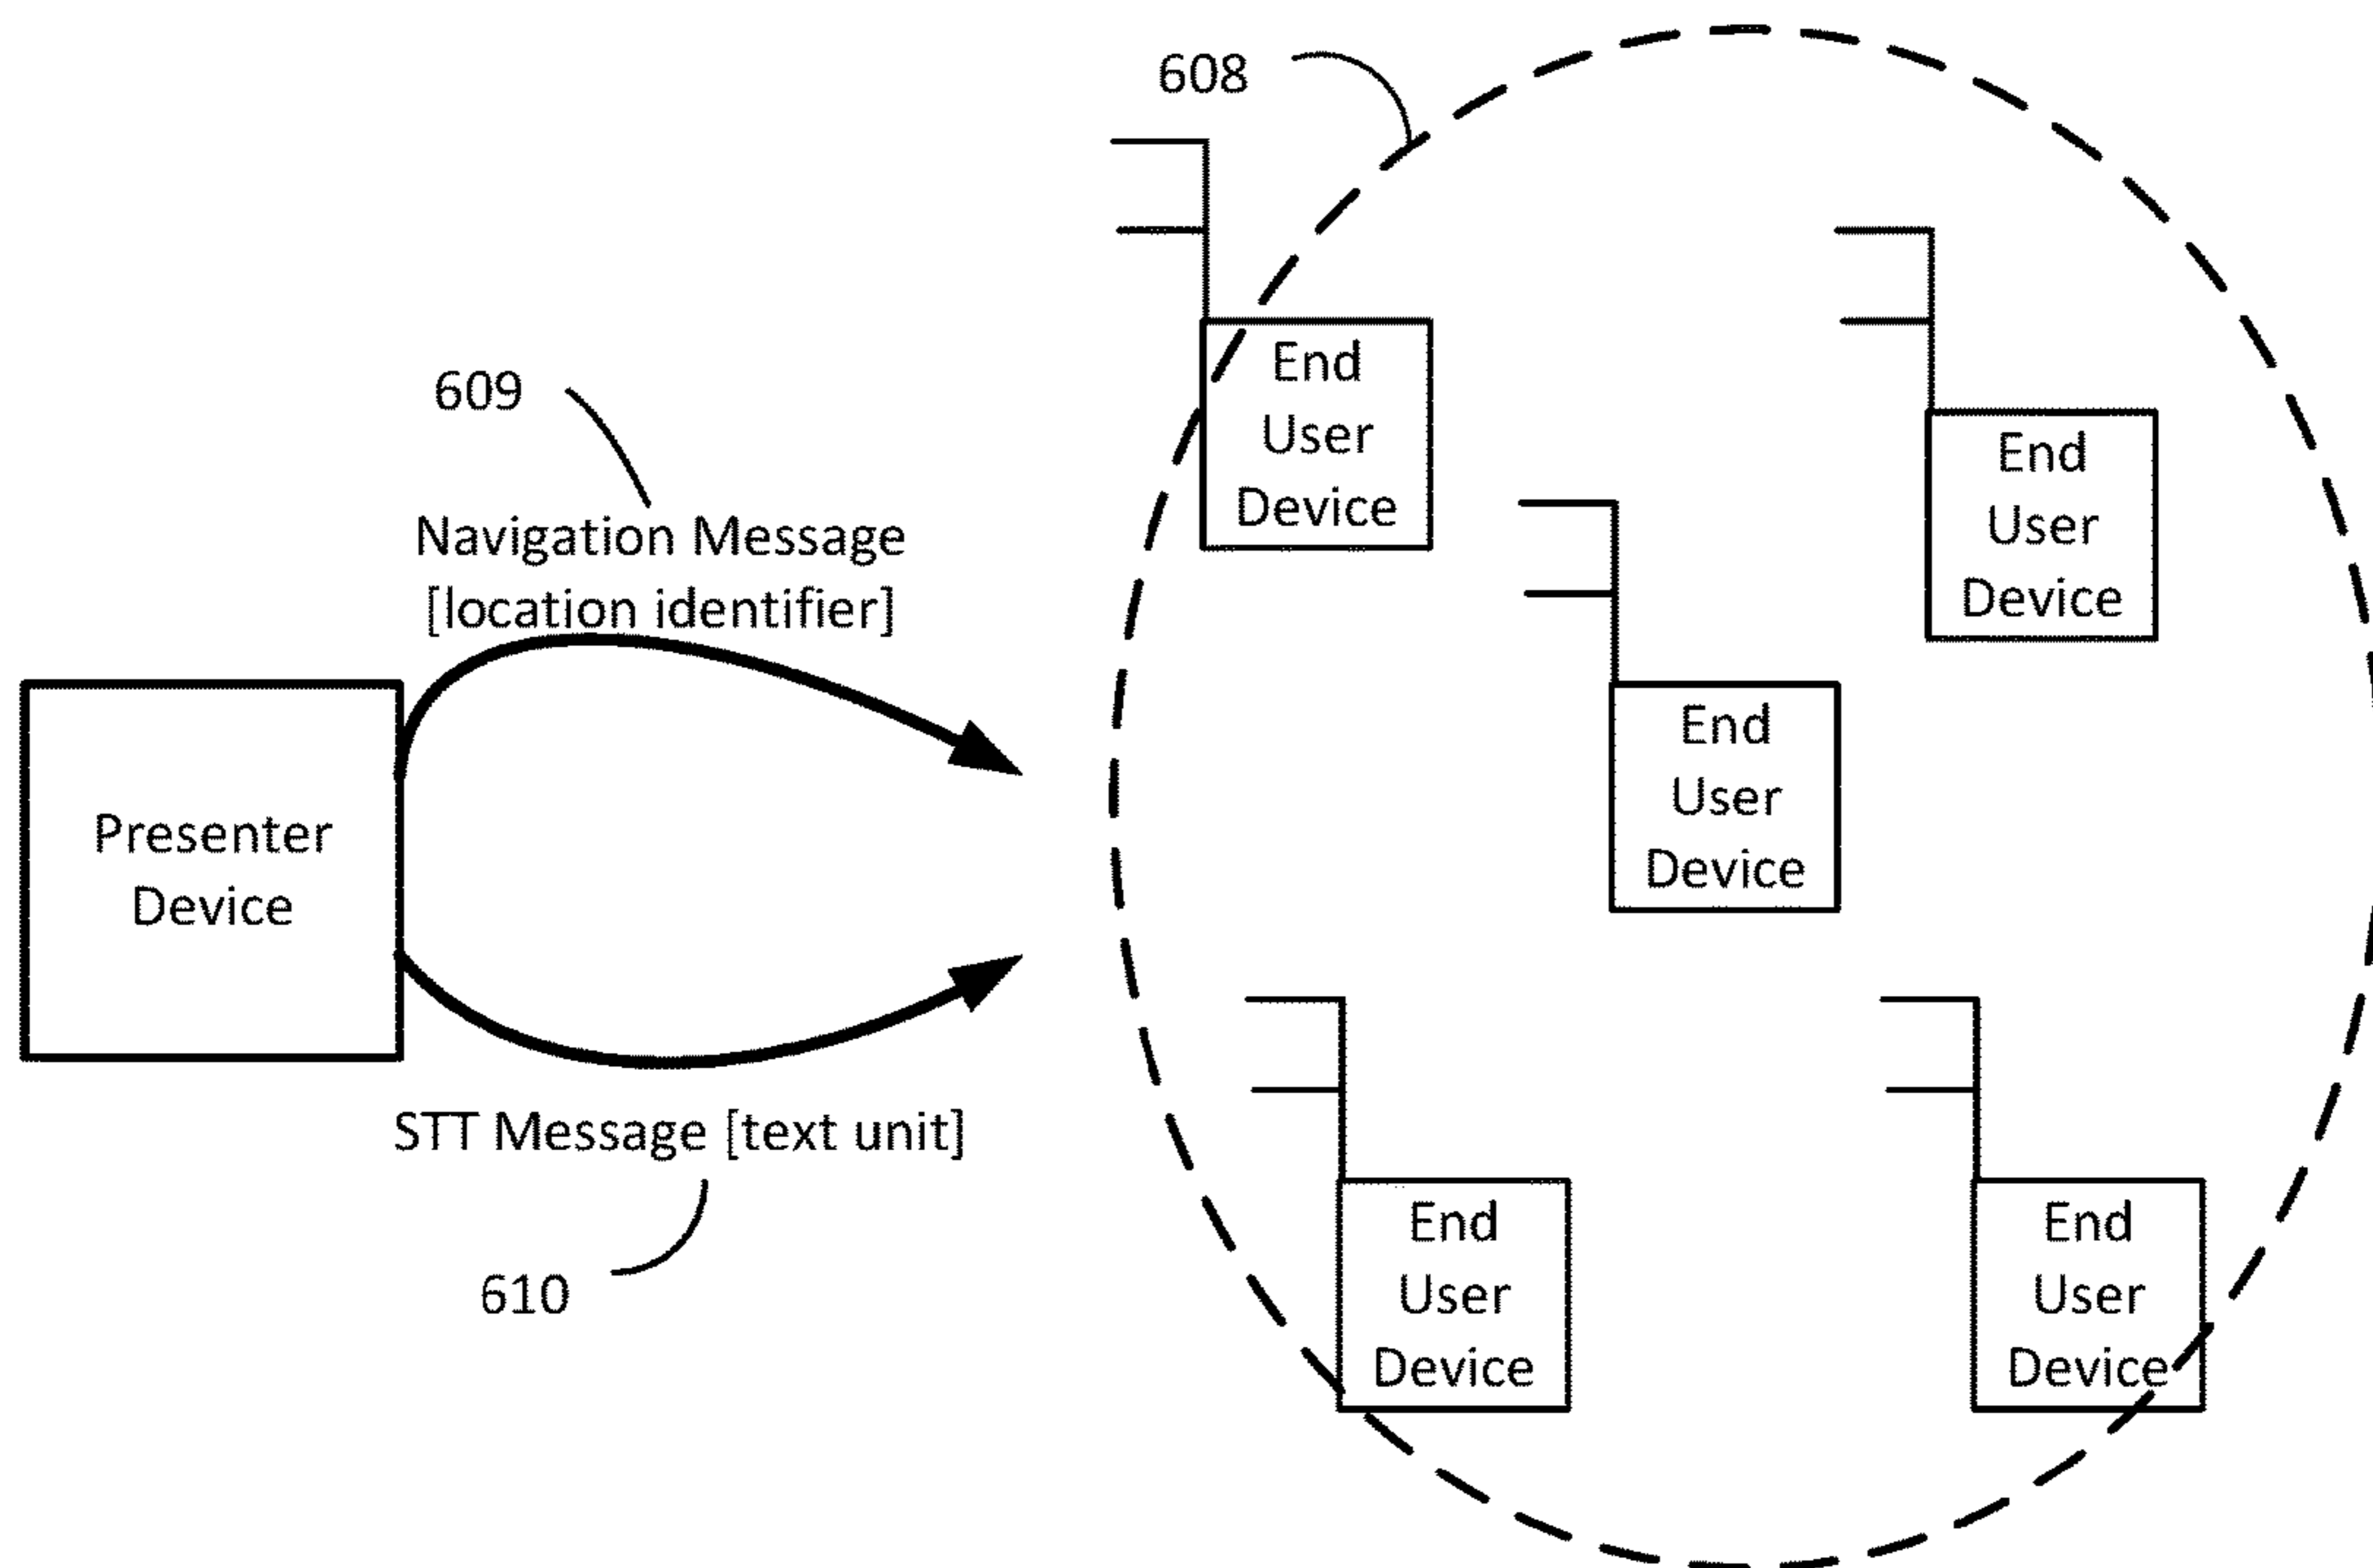 608
609
Navigation Message
[location identifier]
Presenter
Device
STT Message [text unit]
610
End
User
Device
End
User
Device
End
User
Device
End
User
Device
End
User
Device